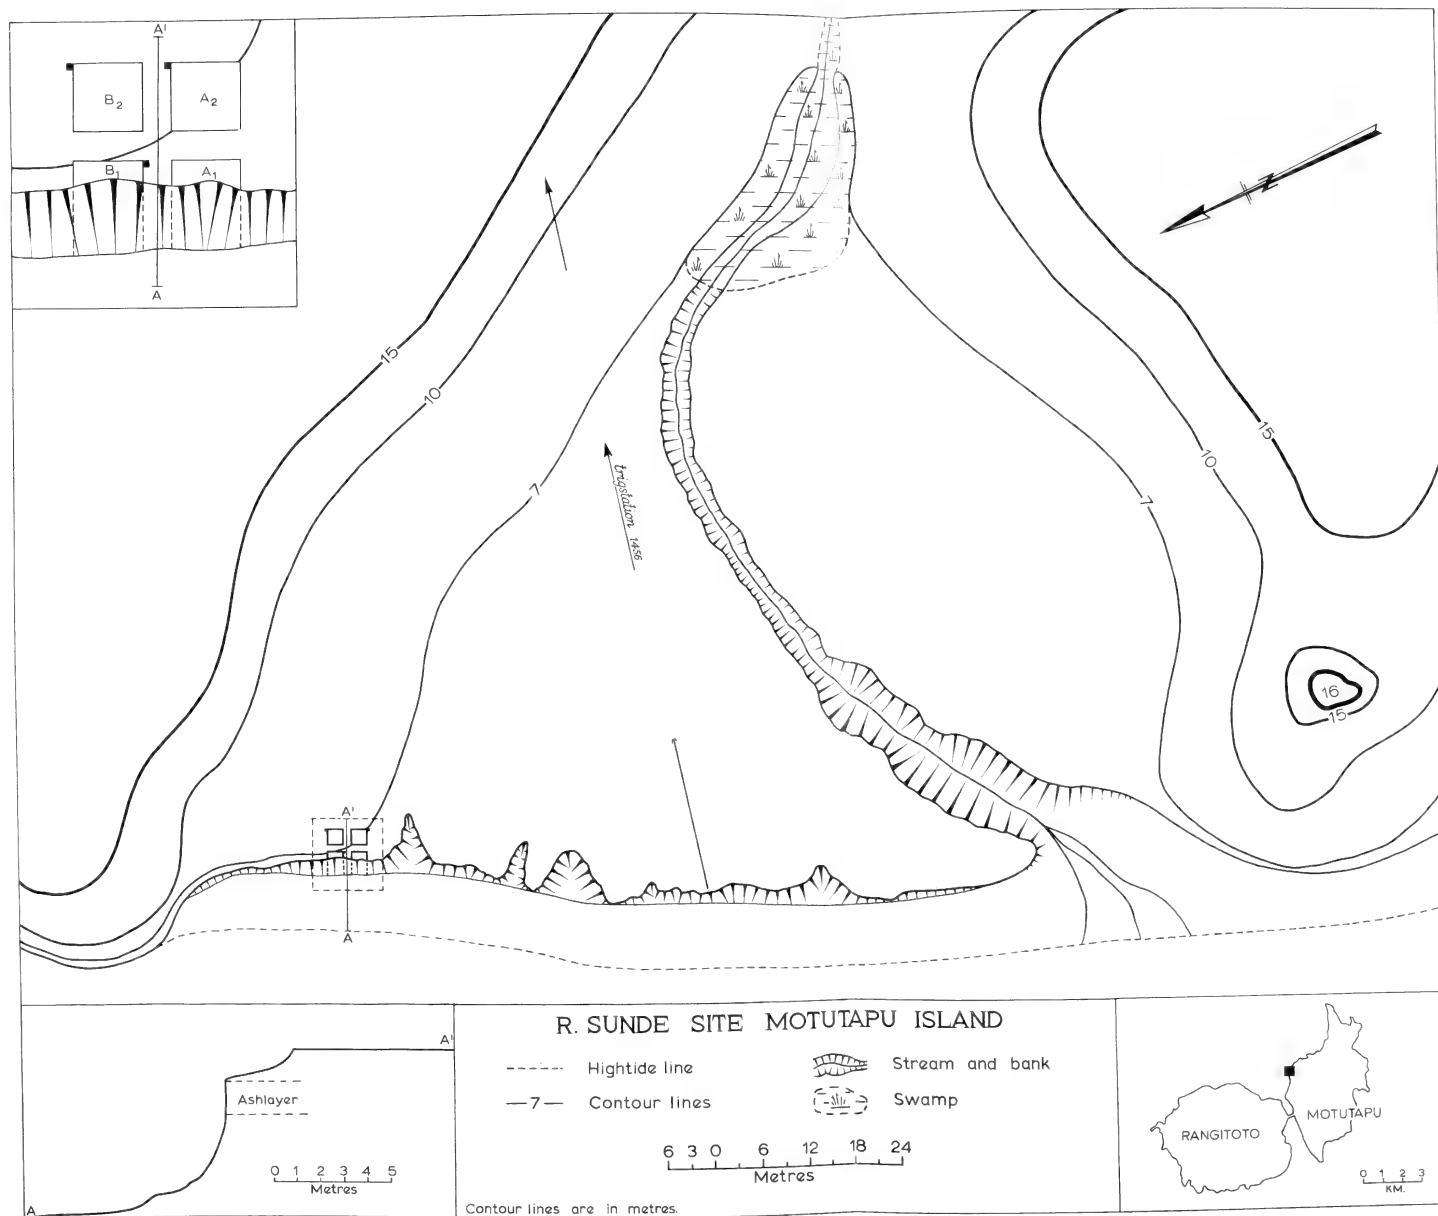 A'
B2
A2
B1
A1
A
15
10
7
trigstation 1456
N
15
10
7
16
15
A'
A
A'
Ashlayer
0 1 2 3 4 5
Metres
A
R. SUNDE SITE MOTUTAPU ISLAND
Hightide line
Stream and bank
7 Contour lines
Swamp
6 3 0 6 12 18 24
Metres
Contour lines are in metres.
MOTUTAPU
RANGITOTO
0 1 2 3
KM.